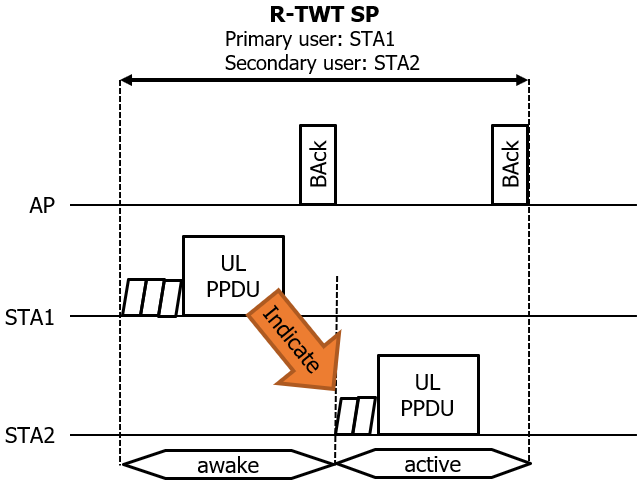 R-TWT SP
Primary user: STA1
Secondary user: STA2
BAck
BAck
AP
UL
PPDU
STA1
Indicate
UL
PPDU
STA2
awake
active